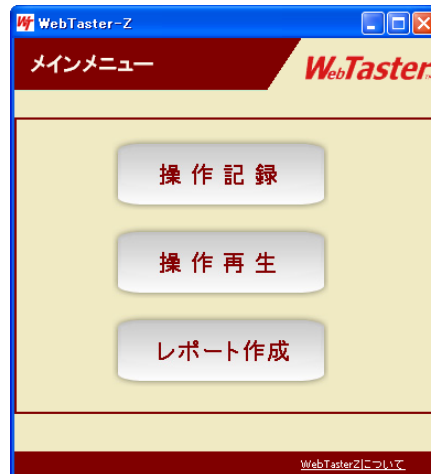 WebTaster-Z
メインメニュー
WebTaster
操作記録
操作再生
レポート作成
WebTasterZについて